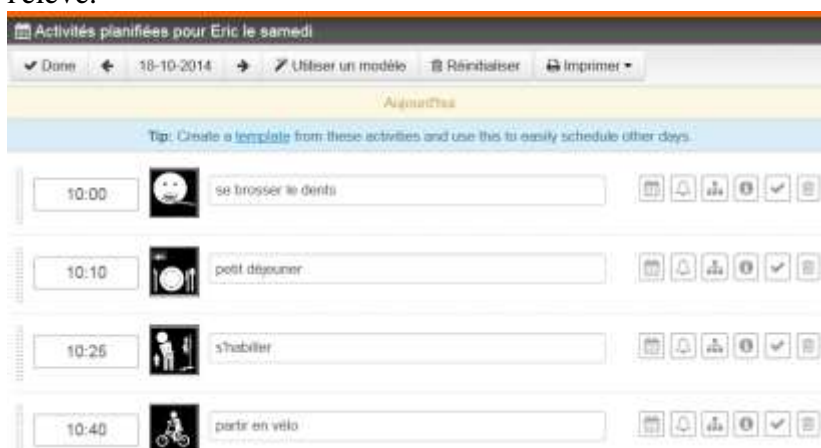 releve.
Activités planifiées pour Eric le samedi
Done 18-10-2014 Utiliser un modèle Réinitialiser Imprimer
Aujourd'hui
Tip: Create a template from these activities and use this to easily schedule other days.
10:00 se brosser le dents
10:10 petit déjeuner
10:25 s'habiller
10:40 partir en vélo